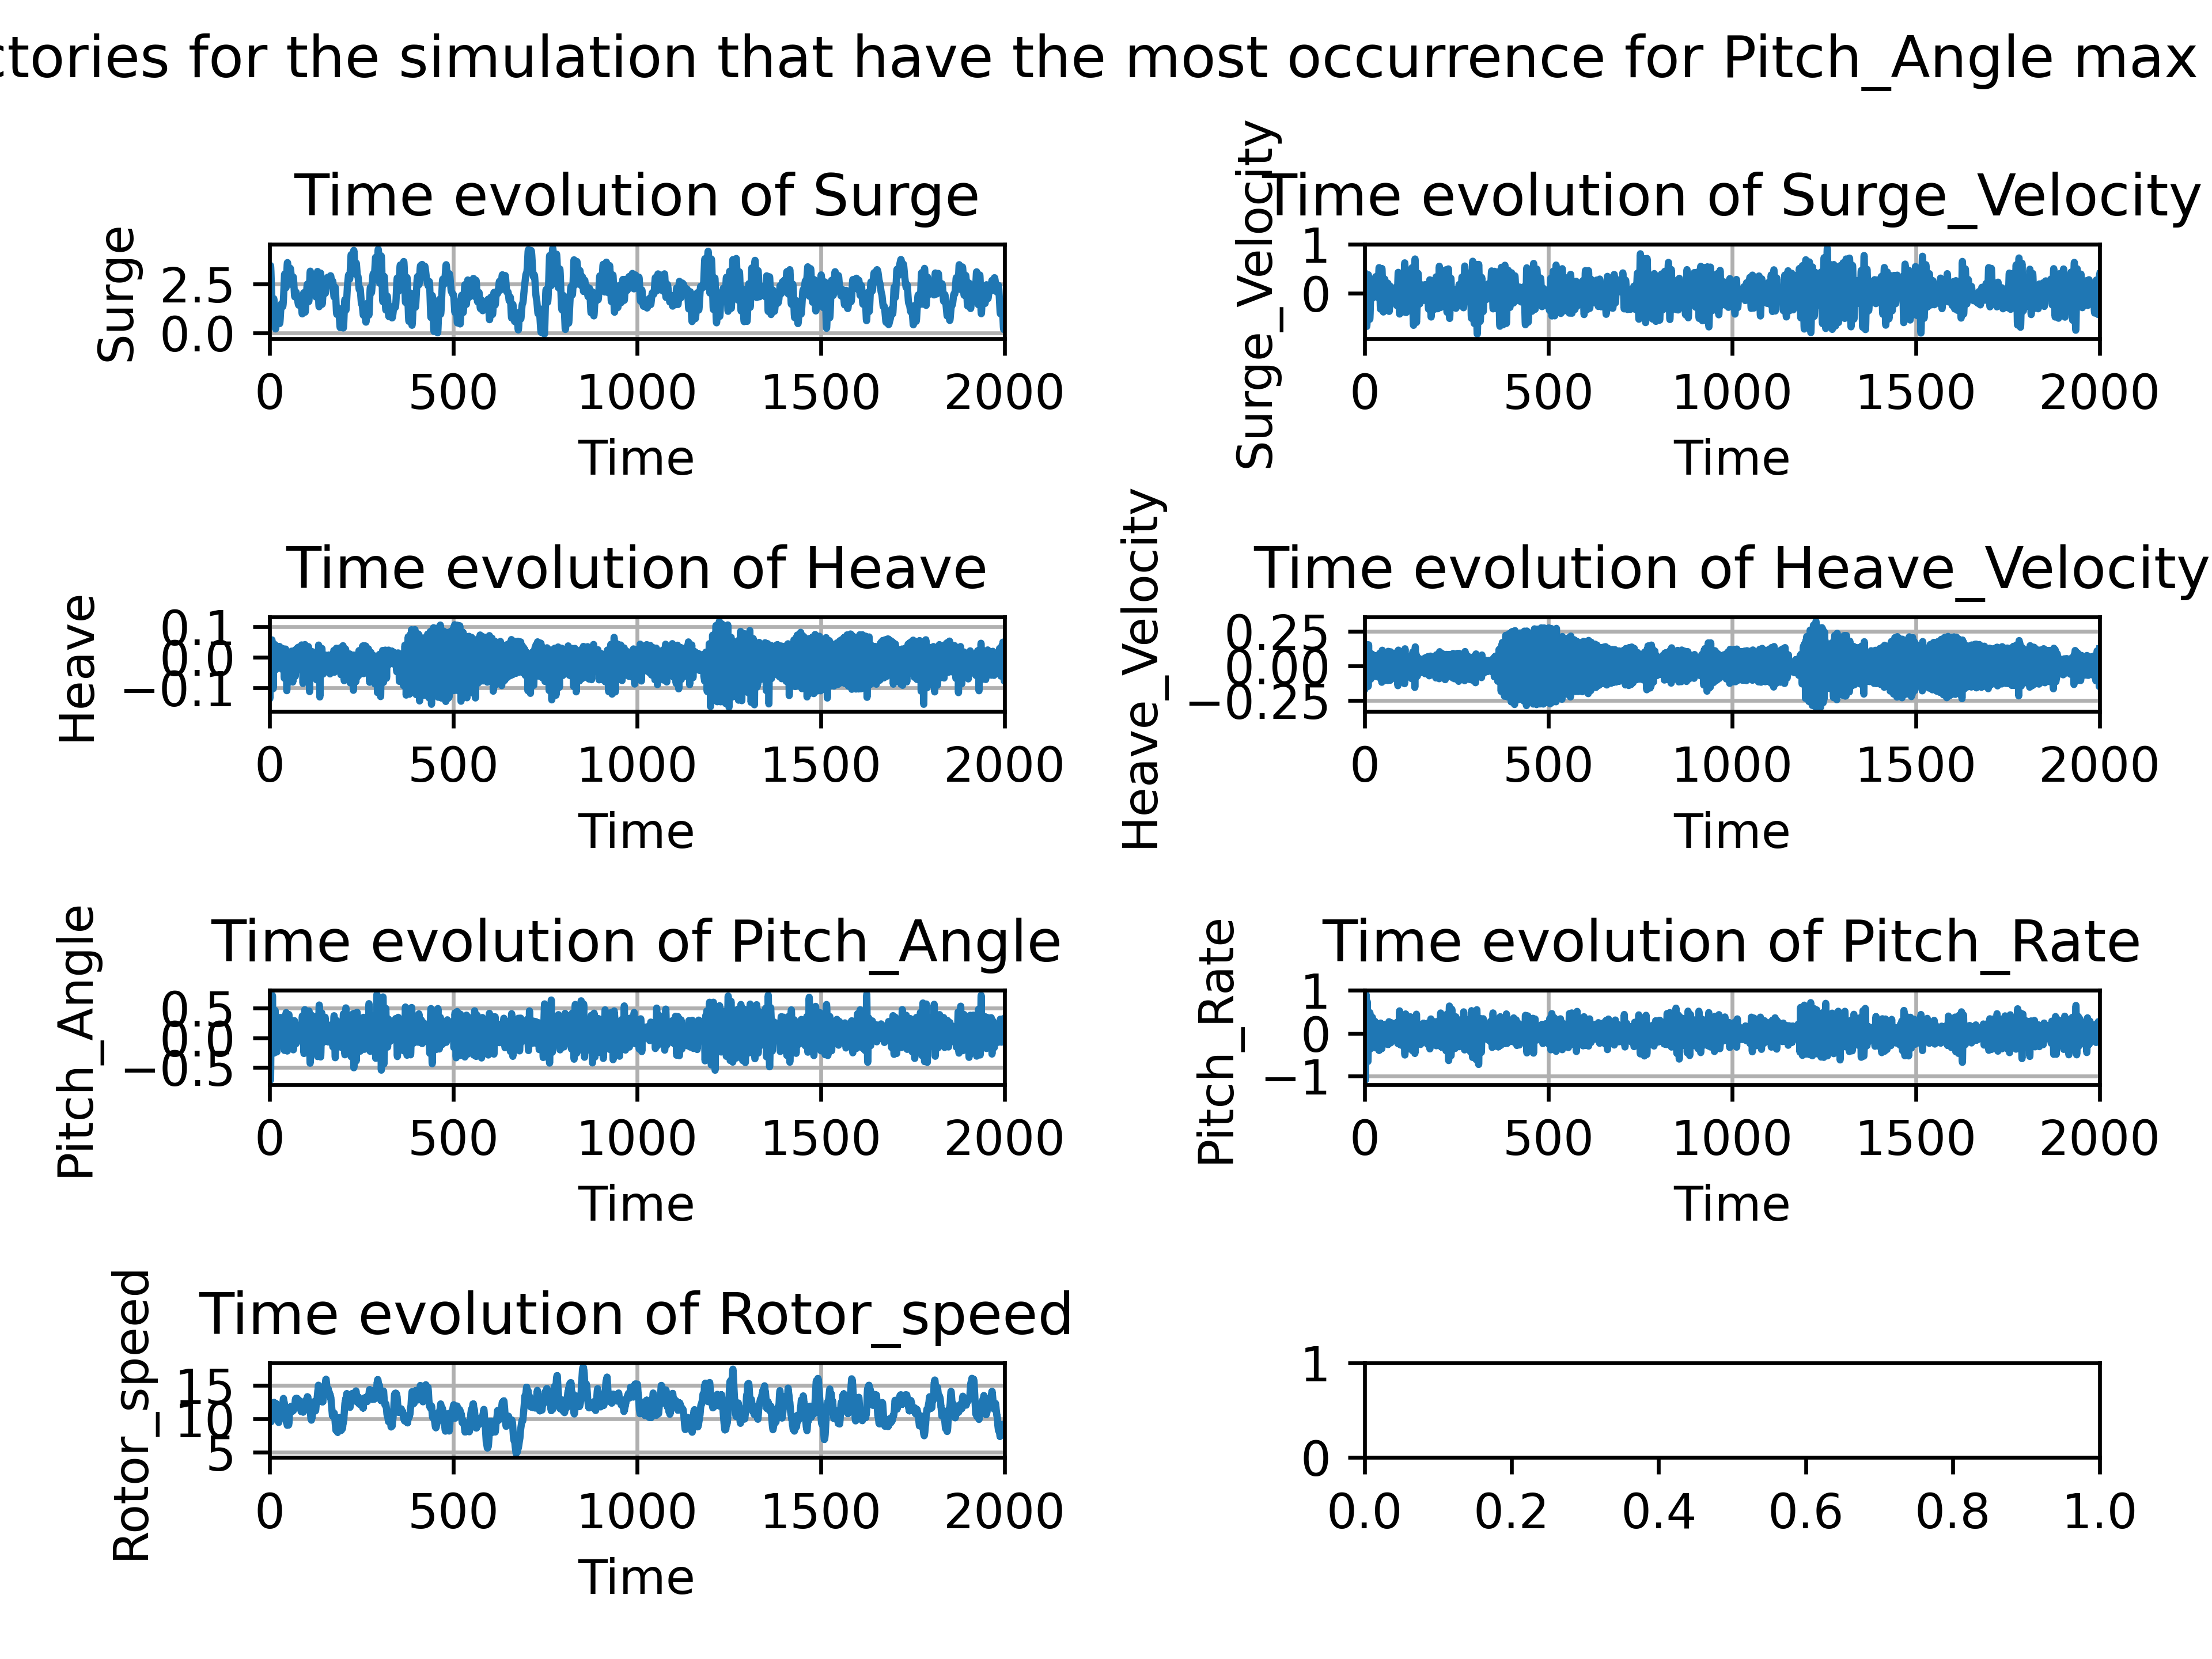 ctories for the simulation that have the most occurrence for Pitch_Angle max
Time evolution of Surge
Surge
2.5
0.0
0 500 1000 1500 2000
Time
Time evolution of Surge_Velocity
Surge_Velocity
1
0
0 500 1000 1500 2000
Time
Time evolution of Heave
Heave
0.1
0.0
−0.1
0 500 1000 1500 2000
Time
Time evolution of Heave_Velocity
Heave_Velocity
0.25
0.00
−0.25
0 500 1000 1500 2000
Time
Time evolution of Pitch_Angle
Pitch_Angle
0.5
0.0
−0.5
0 500 1000 1500 2000
Time
Time evolution of Pitch_Rate
Pitch_Rate
1
0
−1
0 500 1000 1500 2000
Time
Time evolution of Rotor_speed
Rotor_speed
15
10
5
0 500 1000 1500 2000
Time
1
0
0.0 0.2 0.4 0.6 0.8 1.0